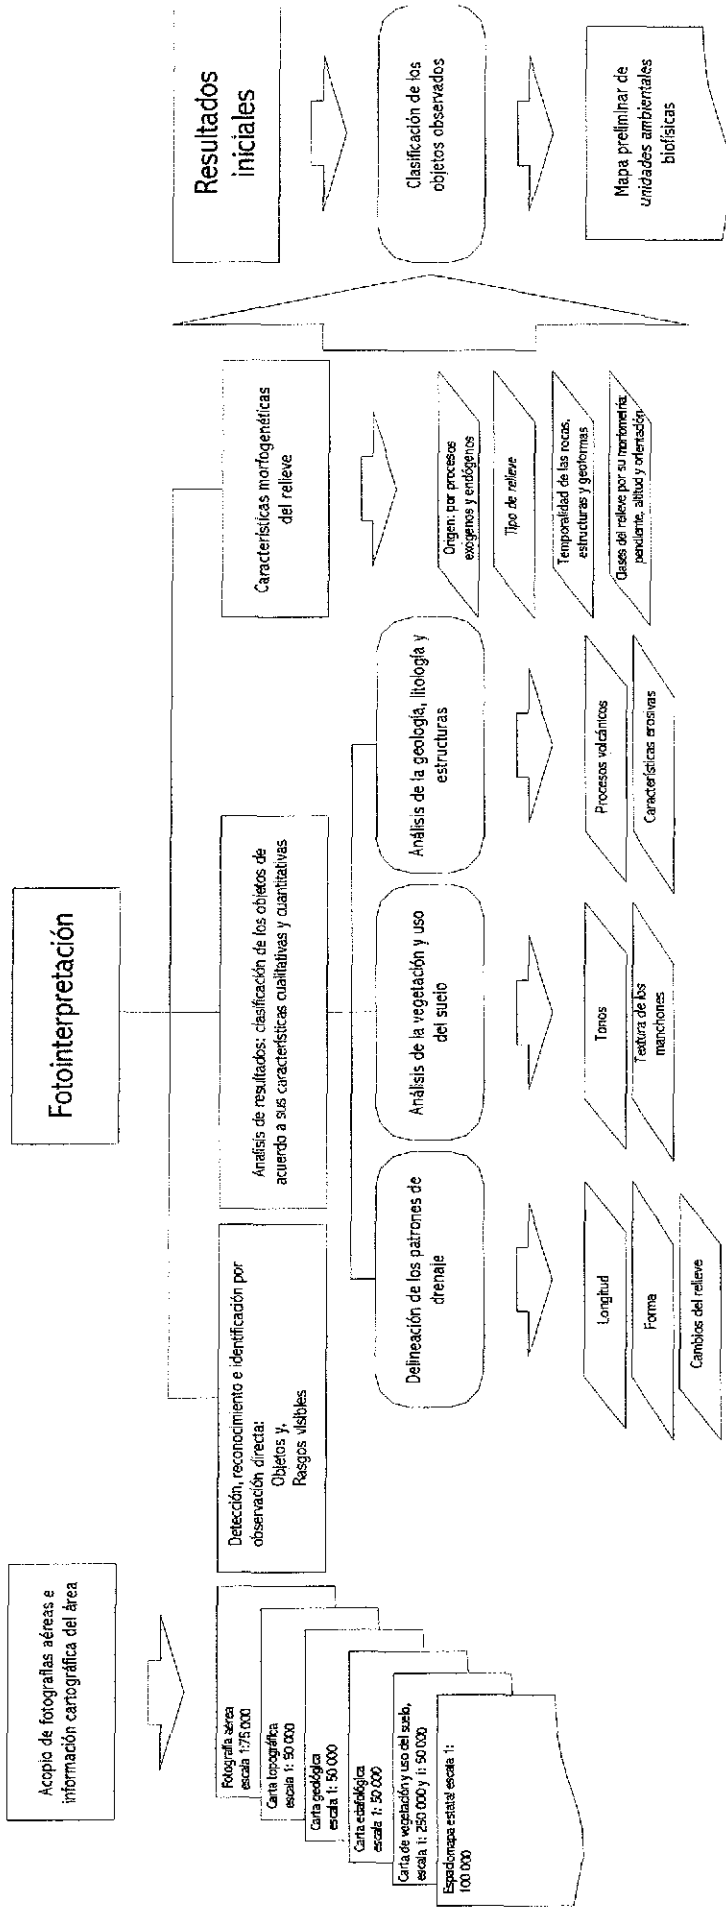 Acopio de fotografías aéreas e
información cartográfica del área
Fotografía aérea
escala 1:75 000
Carta topográfica
escala 1: 50 000
Carta geológica
escala 1: 50 000
Carta edafológica
escala 1: 50 000
Carta de vegetación y uso del suelo,
escala 1: 250 000 y 1: 50 000
Espaciomapa estatal escala 1:
100 000
Fotointerpretación
Detección, reconocimiento e identificación por
observación directa:
Objetos y,
Rasgos visibles
Analisis de resultados: clasificación de los objetos de
acuerdo a sus características cualitativas y cuantitativas
Características morfogenéticas
del relieve
Delineación de los patrones de
drenaje
Longitud
Forma
Cambios del relieve
Análisis de la vegetación y uso
del suelo
Tonos
Textura de los
manchones
Análisis de la geología, litología y
estructuras
Procesos volcánicos
Características erosivas
Origen: por procesos
exógenos y endógenos
Tipo de relieve
Temporalidad de las rocas,
estructuras y geoformas
Clases del relieve por su morfometría:
pendiente, altitud y orientación
Resultados
iniciales
Clasificación de los
objetos observados
Mapa preliminar de
unidades ambientales
biofísicas